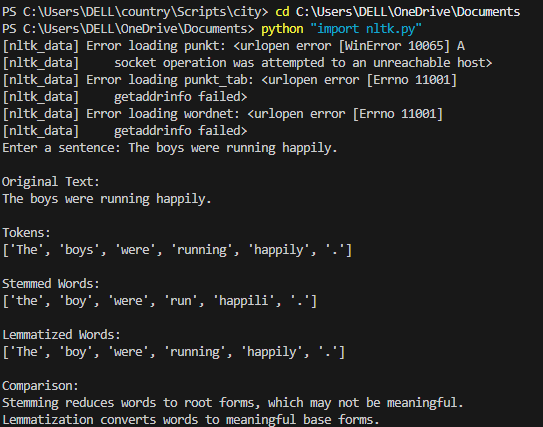 PS C:\Users\DELL\country\Scripts\city> cd C:\Users\DELL\OneDrive\Documents
PS C:\Users\DELL\OneDrive\Documents> python "import nltk.py"
[nltk_data] Error loading punkt: <urlopen error [WinError 10065] A
[nltk_data]     socket operation was attempted to an unreachable host>
[nltk_data] Error loading punkt_tab: <urlopen error [Errno 11001]
[nltk_data]     getaddrinfo failed>
[nltk_data] Error loading wordnet: <urlopen error [Errno 11001]
[nltk_data]     getaddrinfo failed>
Enter a sentence: The boys were running happily.
Original Text:
The boys were running happily.
Tokens:
['The', 'boys', 'were', 'running', 'happily', '.']
Stemmed Words:
['the', 'boy', 'were', 'run', 'happili', '.']
Lemmatized Words:
['The', 'boy', 'were', 'running', 'happily', '.']
Comparison:
Stemming reduces words to root forms, which may not be meaningful.
Lemmatization converts words to meaningful base forms.